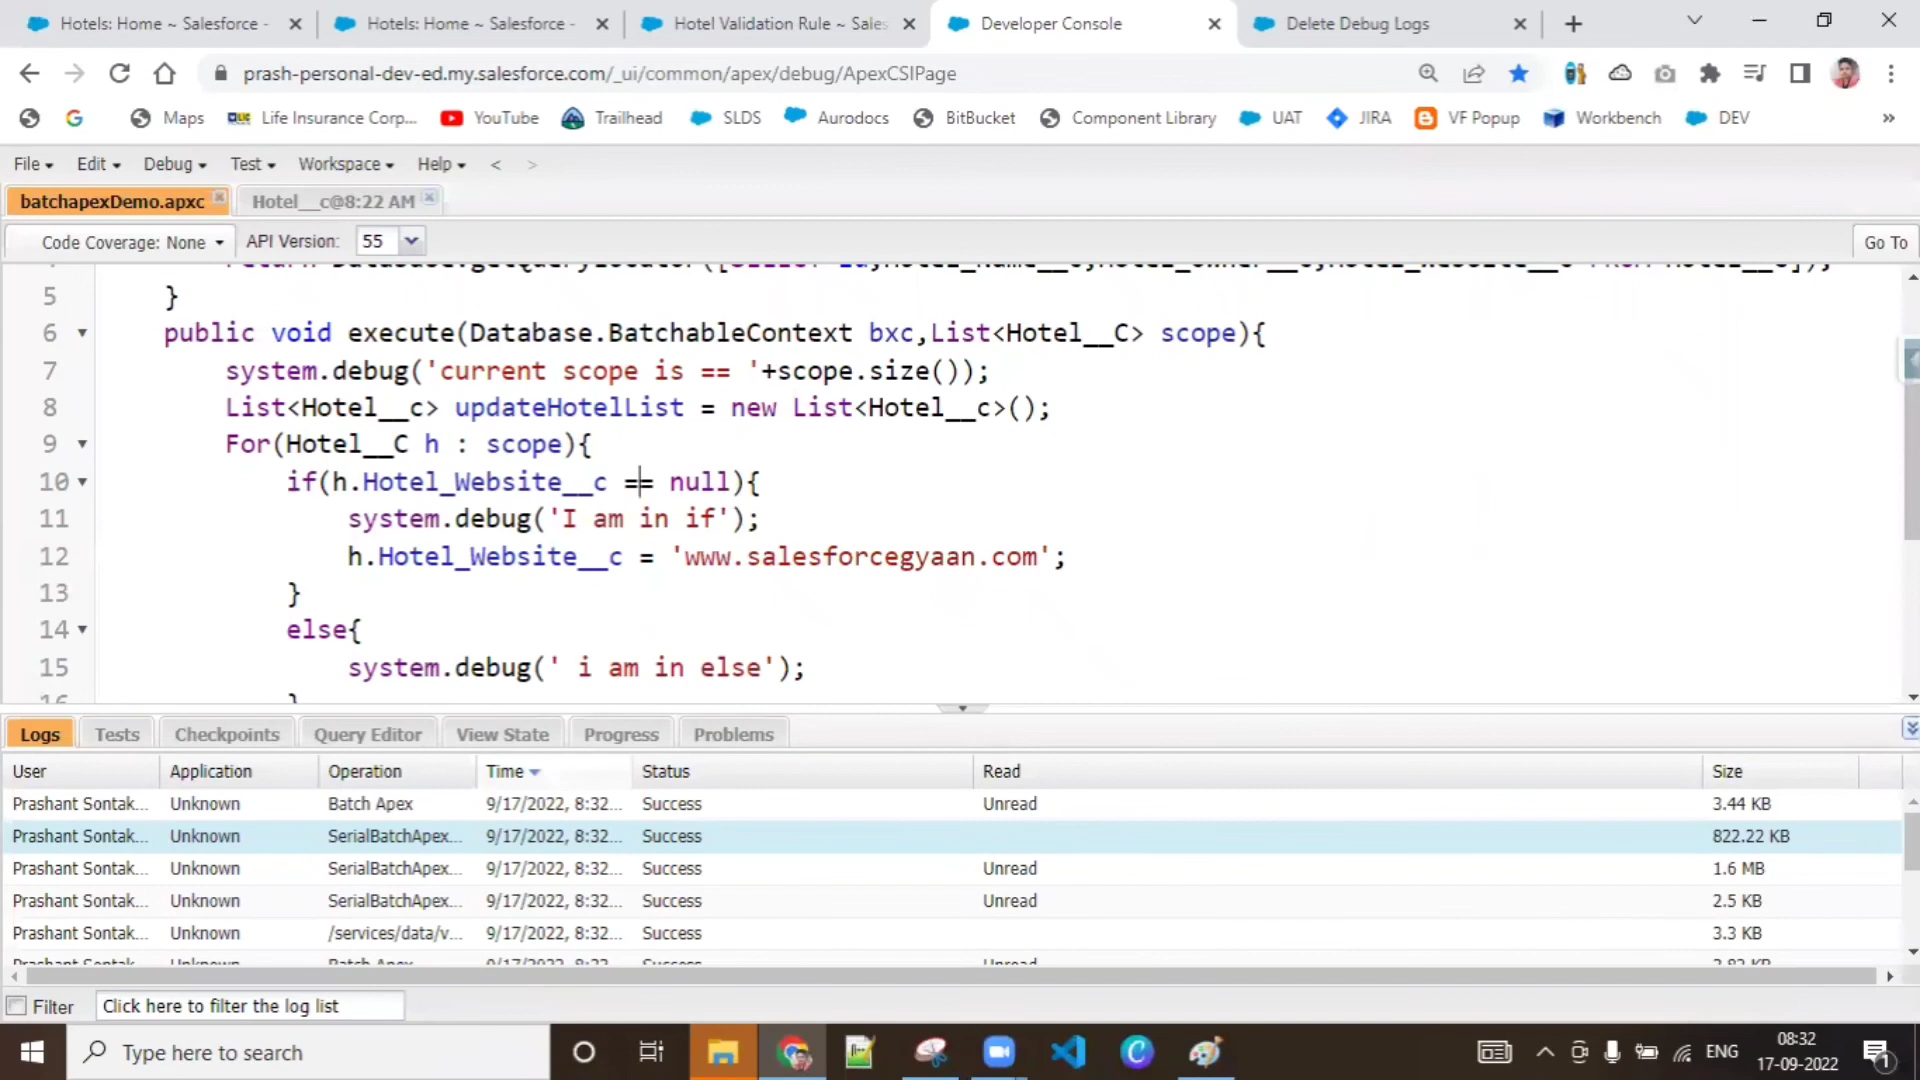 Hotels: Home ~ Salesforce -
Hotels: Home ~ Salesforce -
Hotel Validation Rule ~ Sales
Developer Console
Delete Debug Logs
prash-personal-dev-ed.my.salesforce.com/_ui/common/apex/debug/ApexCSIPage
Maps
Life Insurance Corp...
YouTube
Trailhead
SLDS
Aurodocs
BitBucket
Component Library
UAT
JIRA
VF Popup
Workbench
DEV
»
File Edit Debug Test Workspace Help < >
batchapexDemo.apxc
Hotel__c@8:22 AM
Code Coverage: None API Version: 55 Go To
5 }
6 public void execute(Database.BatchableContext bxc,List<Hotel__C> scope){
7 system.debug('current scope is == '+scope.size());
8 List<Hotel__c> updateHotelList = new List<Hotel__c>();
9 For(Hotel__C h : scope){
10 if(h.Hotel_Website__c == null){
11 system.debug('I am in if');
12 h.Hotel_Website__c = 'www.salesforcegyaan.com';
13 }
14 else{
15 system.debug(' i am in else');
16 }
Logs Tests Checkpoints Query Editor View State Progress Problems
User Application Operation Time Status Read Size
Prashant Sontak... Unknown Batch Apex 9/17/2022, 8:32... Success Unread 3.44 KB
Prashant Sontak... Unknown SerialBatchApex... 9/17/2022, 8:32... Success 822.22 KB
Prashant Sontak... Unknown SerialBatchApex... 9/17/2022, 8:32... Success Unread 1.6 MB
Prashant Sontak... Unknown SerialBatchApex... 9/17/2022, 8:32... Success Unread 2.5 KB
Prashant Sontak... Unknown /services/data/v... 9/17/2022, 8:32... Success 3.3 KB
Filter Click here to filter the log list
Type here to search
ENG
08:32
17-09-2022
1